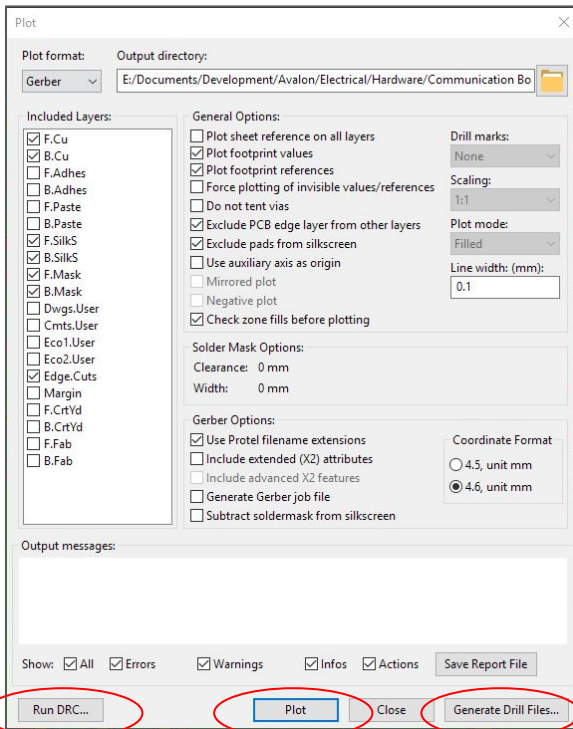 Plot
Plot format: Output directory:
Gerber E:/Documents/Development/Avalon/Electrical/Hardware/Communication Bo
Included Layers:
F.Cu
B.Cu
F.Adhes
B.Adhes
F.Paste
B.Paste
F.SilkS
B.SilkS
F.Mask
B.Mask
Dwgs.User
Cmts.User
Eco1.User
Eco2.User
Edge.Cuts
Margin
F.CrtYd
B.CrtYd
F.Fab
B.Fab
General Options:
Plot sheet reference on all layers
Plot footprint values
Plot footprint references
Force plotting of invisible values/references
Do not tent vias
Exclude PCB edge layer from other layers
Exclude pads from silkscreen
Use auxiliary axis as origin
Mirrored plot
Negative plot
Check zone fills before plotting
Drill marks:
None
Scaling:
1:1
Plot mode:
Filled
Line width: (mm):
0.1
Solder Mask Options:
Clearance: 0 mm
Width: 0 mm
Gerber Options:
Use Protel filename extensions
Include extended (X2) attributes
Include advanced X2 features
Generate Gerber job file
Subtract soldermask from silkscreen
Coordinate Format
4.5, unit mm
4.6, unit mm
Output messages:
Show: All Errors Warnings Infos Actions Save Report File
Run DRC... Plot Close Generate Drill Files...